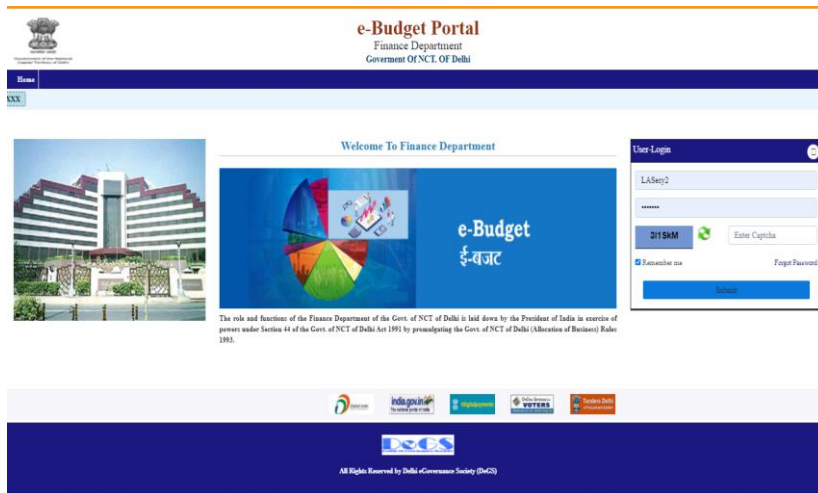 e-Budget Portal
Finance Department
Goverment Of NCT. OF Delhi
Home
XXX
Welcome To Finance Department
e-Budget
ई-बजट
The role and functions of the Finance Department of the Govt. of NCT of Delhi is laid down by the President of India in exercise of
powers under Section 44 of the Govt. of NCT of Delhi Act 1991 by promulgating the Govt. of NCT of Delhi (Allocation of Business) Rules
1993.
User-Login
LASecy2
Enter Captcha
Remember me
Forgot Password
Submit
india.gov.in
VOTERS
Tenders Delhi
DeGS
All Rights Reserved by Delhi eGovernance Society (DeGS)